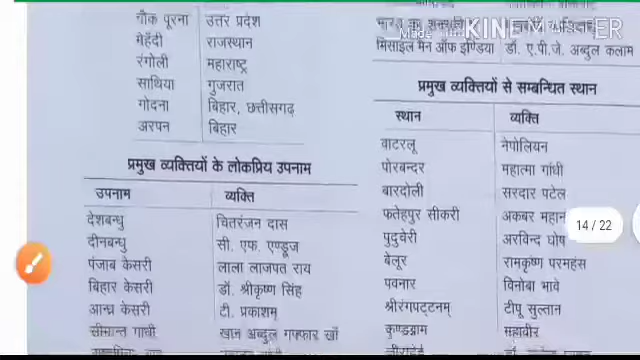 चौक पूरना उत्तर प्रदेश
मेहँदी राजस्थान
रंगोली महाराष्ट्र
साथिया गुजरात
गोदना बिहार, छत्तीसगढ़
अरपन बिहार
प्रमुख व्यक्तियों के लोकप्रिय उपनाम
उपनाम व्यक्ति
देशबन्धु चितरंजन दास
दीनबन्धु सी. एफ. एण्ड्रूज
पंजाब केसरी लाला लाजपत राय
बिहार केसरी डॉ. श्रीकृष्ण सिंह
आन्ध्र केसरी टी. प्रकाशम्
सीमान्त गांधी खान अब्दुल गफ्फार खाँ
Made with KINEMASTER
भारत का
मिसाइल मैन ऑफ इण्डिया डॉ. ए.पी.जे. अब्दुल कलाम
प्रमुख व्यक्तियों से सम्बन्धित स्थान
स्थान व्यक्ति
वाटरलू नेपोलियन
पोरबन्दर महात्मा गांधी
बारदोली सरदार पटेल
फतेहपुर सीकरी अकबर महान
पुदुचेरी अरविन्द घोष
बेलूर रामकृष्ण परमहंस
पवनार विनोबा भावे
श्रीरंगपट्टनम् टीपू सुल्तान
कुण्डग्राम महावीर
14/22